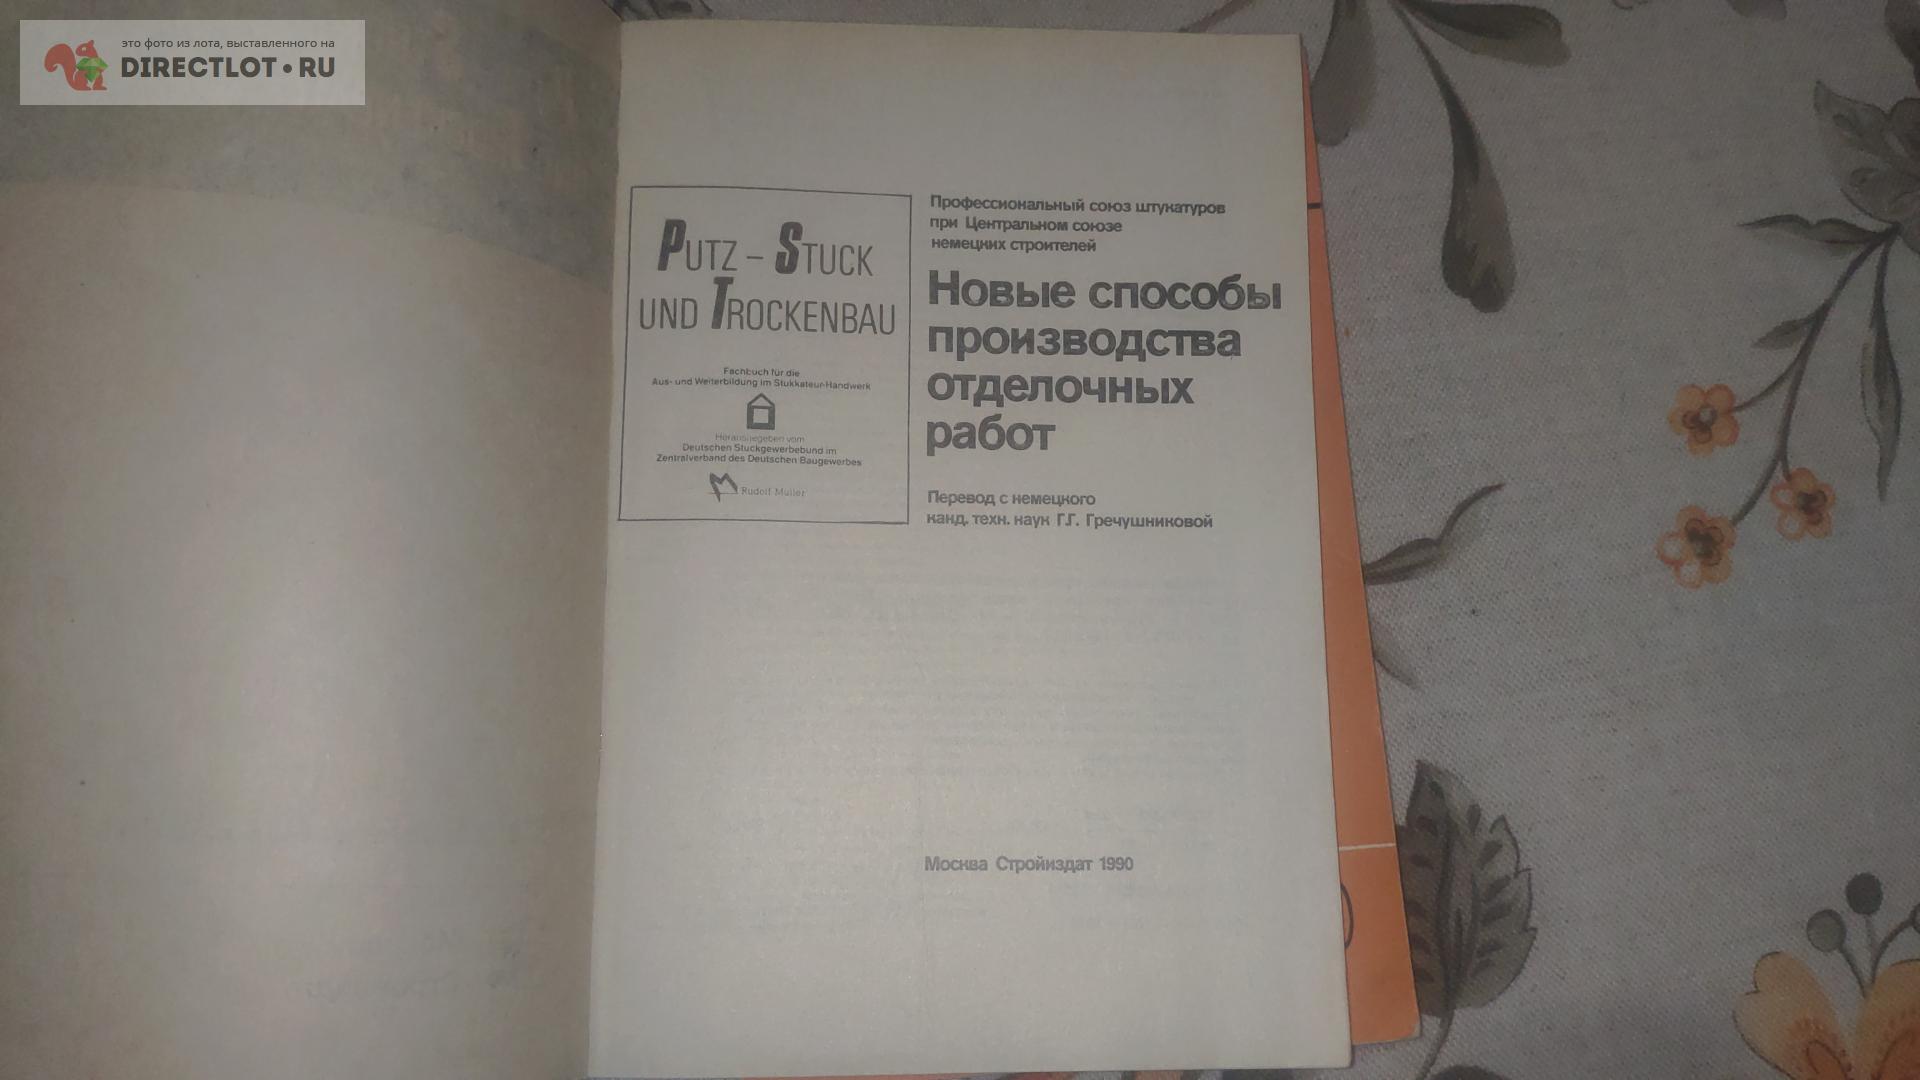 это фото из лота, выставленного на
DIRECTLOT•RU
PUTZ – STUCK
UND TROCKENBAU
Fachbuch für die
Aus- und Weiterbildung im Stukkateur-Handwerk
Herausgegeben vom
Deutschen Stuckgewerbebund im
Zentralverband des Deutschen Baugewerbes
Rudolf Müller
Профессиональный союз штукатуров
при Центральном союзе
немецких строителей
Новые способы
производства
отделочных
работ
Перевод с немецкого
канд. техн. наук Г.Г. Гречушниковой
Москва Стройиздат 1990